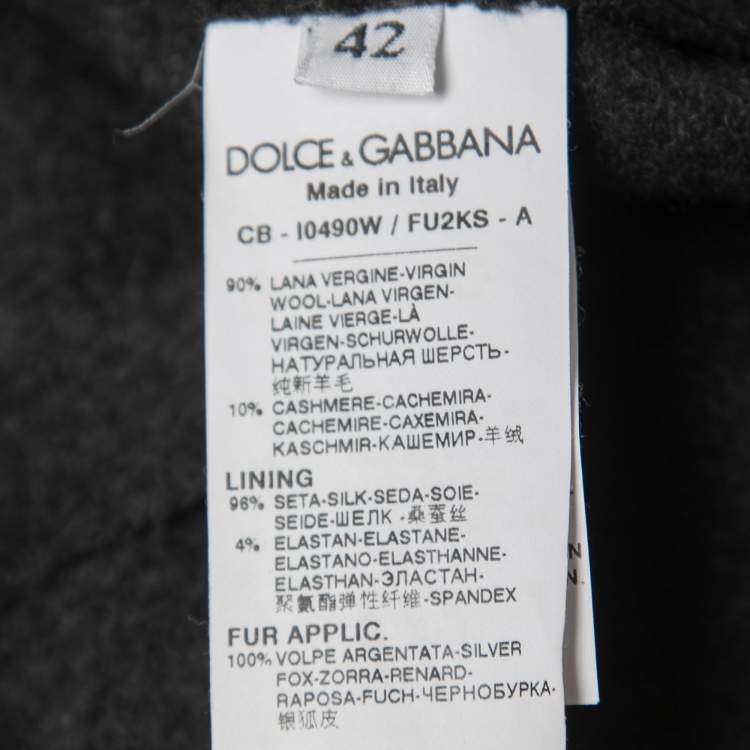 42
DOLCE & GABBANA
Made in Italy
CB - I0490W / FU2KS - A
90% LANA VERGINE-VIRGIN
WOOL-LANA VIRGEN-
LAINE VIERGE-LÀ
VIRGEN-SCHURWOLLE-
НАТУРАЛЬНАЯ ШЕРСТЬ-
纯新羊毛
10% CASHMERE-CACHEMIRA-
CACHEMIRE-CAXEMIRA-
KASCHMIR-КАШЕМИР-羊绒
LINING
96% SETA-SILK-SEDA-SOIE-
SEIDE-ШЕЛК -桑蚕丝
4% ELASTAN-ELASTANE-
ELASTANO-ELASTHANNE-
ELASTHAN-ЭЛАСТАН-
聚氨酯弹性纤维-SPANDEX
FUR APPLIC.
100% VOLPE ARGENTATA-SILVER
FOX-ZORRA-RENARD-
RAPOSA-FUCH-ЧЕРНОБУРКА-
银狐皮